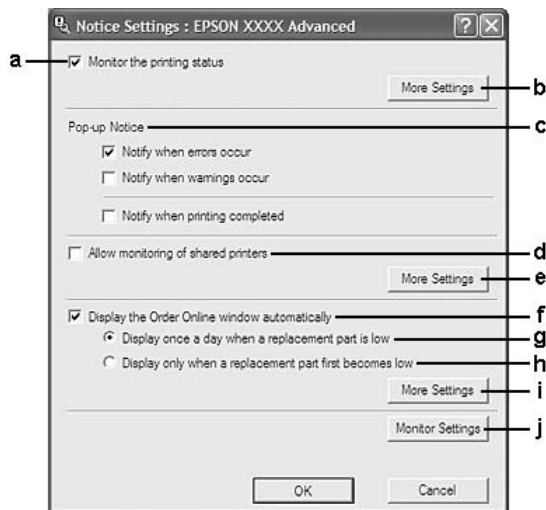 Notice Settings : EPSON XXXX Advanced
a
Monitor the printing status
More Settings
b
Pop-up Notice
c
Notify when errors occur
Notify when warnings occur
Notify when printing completed
Allow monitoring of shared printers
d
More Settings
e
Display the Order Online window automatically
f
Display once a day when a replacement part is low
g
Display only when a replacement part first becomes low
h
More Settings
i
Monitor Settings
j
OK
Cancel